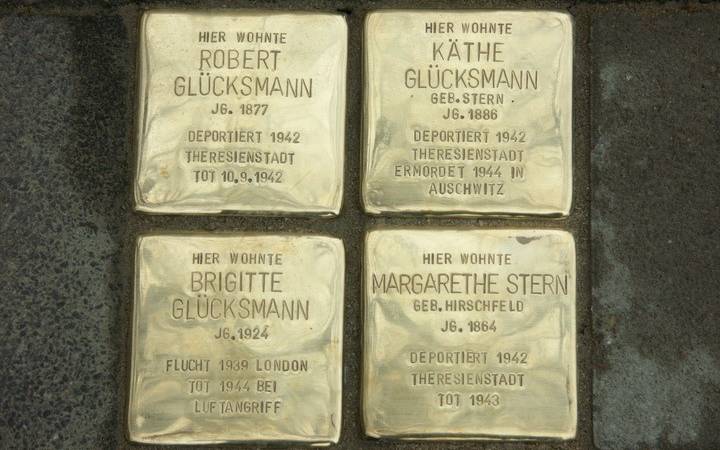 HIER WOHNTE
ROBERT
GLÜCKSMANN
JG. 1877
DEPORTIERT 1942
THERESIENSTADT
TOT 10.9.1942
HIER WOHNTE
KÄTHE
GLÜCKSMANN
GEB. STERN
JG. 1886
DEPORTIERT 1942
THERESIENSTADT
ERMORDET 1944 IN
AUSCHWITZ
HIER WOHNTE
BRIGITTE
GLÜCKSMANN
JG. 1924
FLUCHT 1939 LONDON
TOT 1944 BEI
LUFTANGRIFF
HIER WOHNTE
MARGARETHE STERN
GEB. HIRSCHFELD
JG. 1864
DEPORTIERT 1942
THERESIENSTADT
TOT 1943